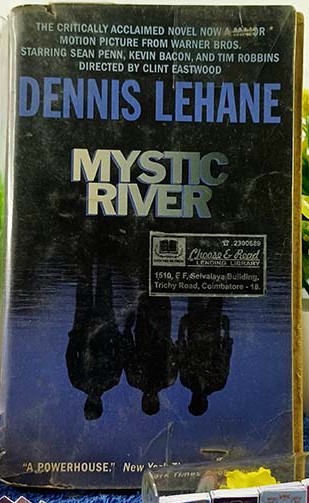 THE CRITICALLY ACCLAIMED NOVEL NOW A MAJOR
MOTION PICTURE FROM WARNER BROS.
STARRING SEAN PENN, KEVIN BACON, AND TIM ROBBINS
DIRECTED BY CLINT EASTWOOD
DENNIS LEHANE
MYSTIC
RIVER
☎ 2300589
Choose & Read
LENDING LIBRARY
1510, F F, Selvalaya Building,
Trichy Road, Coimbatore - 18.
"A POWERHOUSE." New York